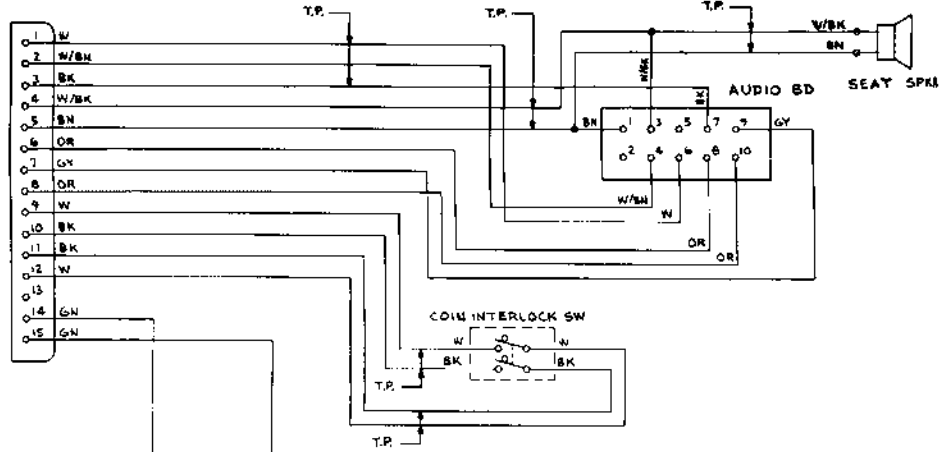 T.P.
T.P.
T.P.
W/BK
BN
SEAT SPKR
1 W
2 W/BN
3 BK
4 W/BK
5 BN
6 OR
7 GY
8 OR
9 W
10 BK
11 BK
12 W
13
14 GN
15 GN
W/BK
BK
AUDIO BD
BN
1 3 5 7 9
GY
2 4 6 8 10
W/BN
W
OR
OR
COIN INTERLOCK SW
W
W
BK
BK
T.P.
T.P.